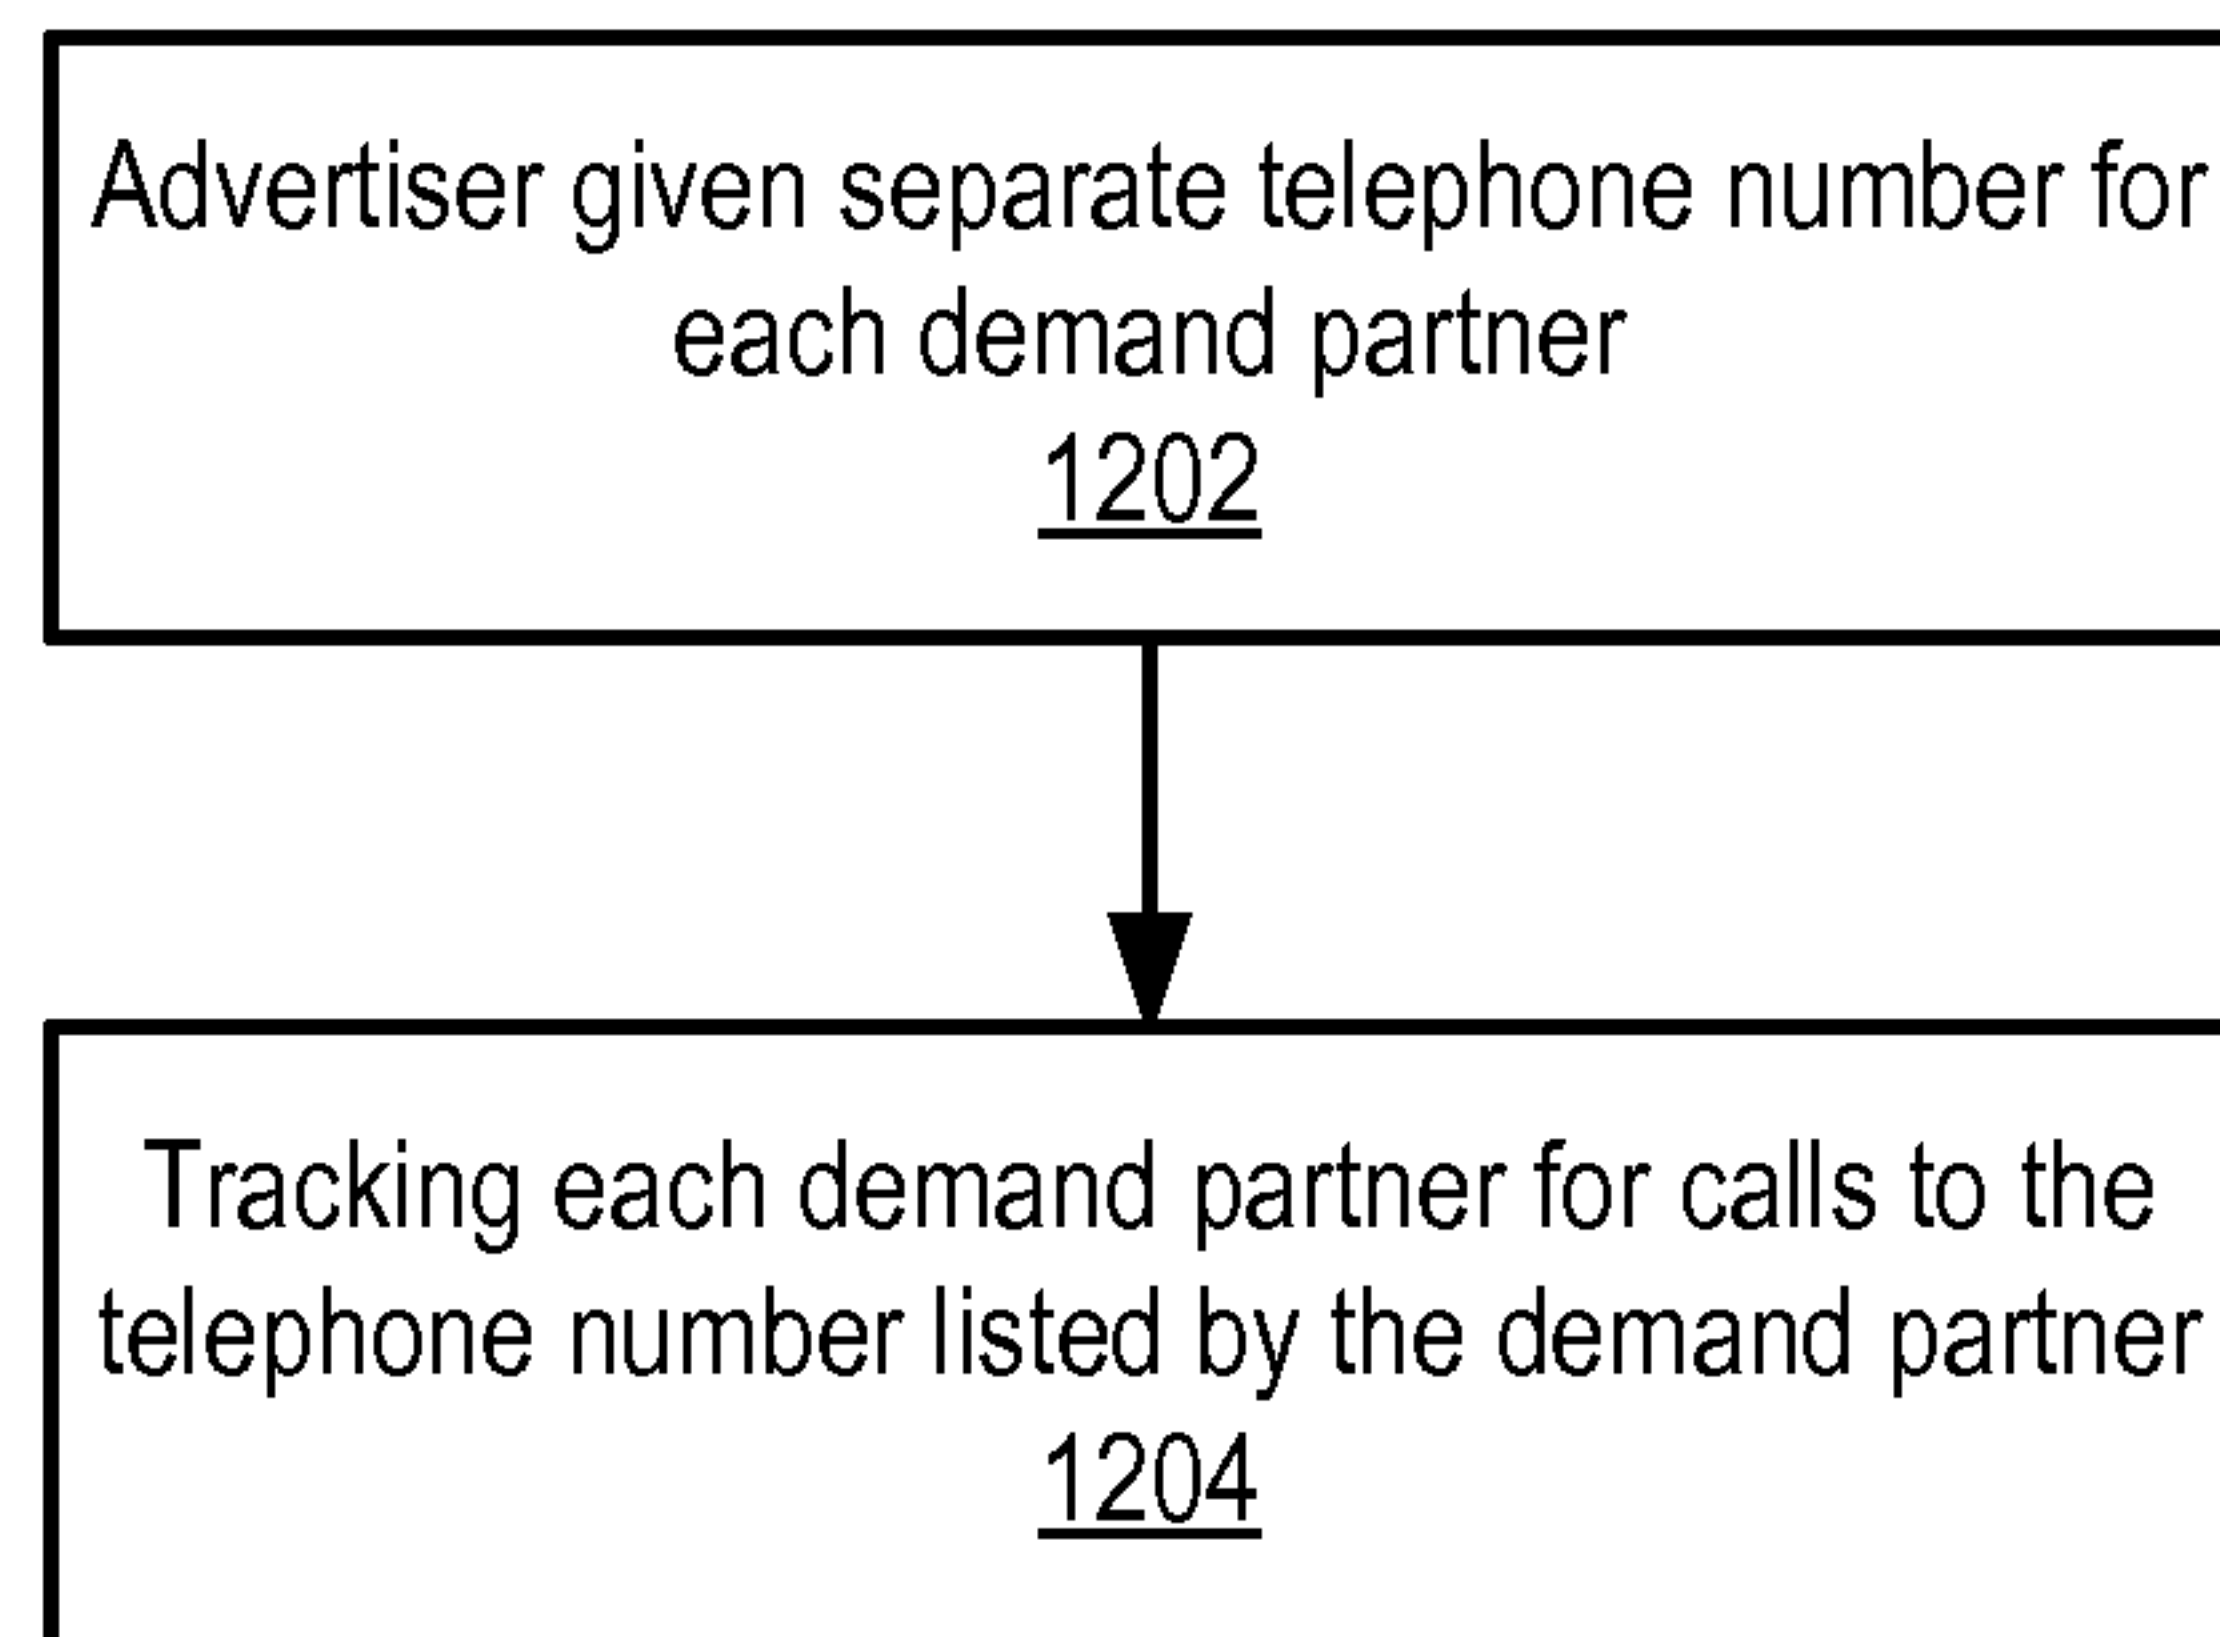 Advertiser given separate telephone number for
each demand partner
1202
Tracking each demand partner for calls to the
telephone number listed by the demand partner
1204